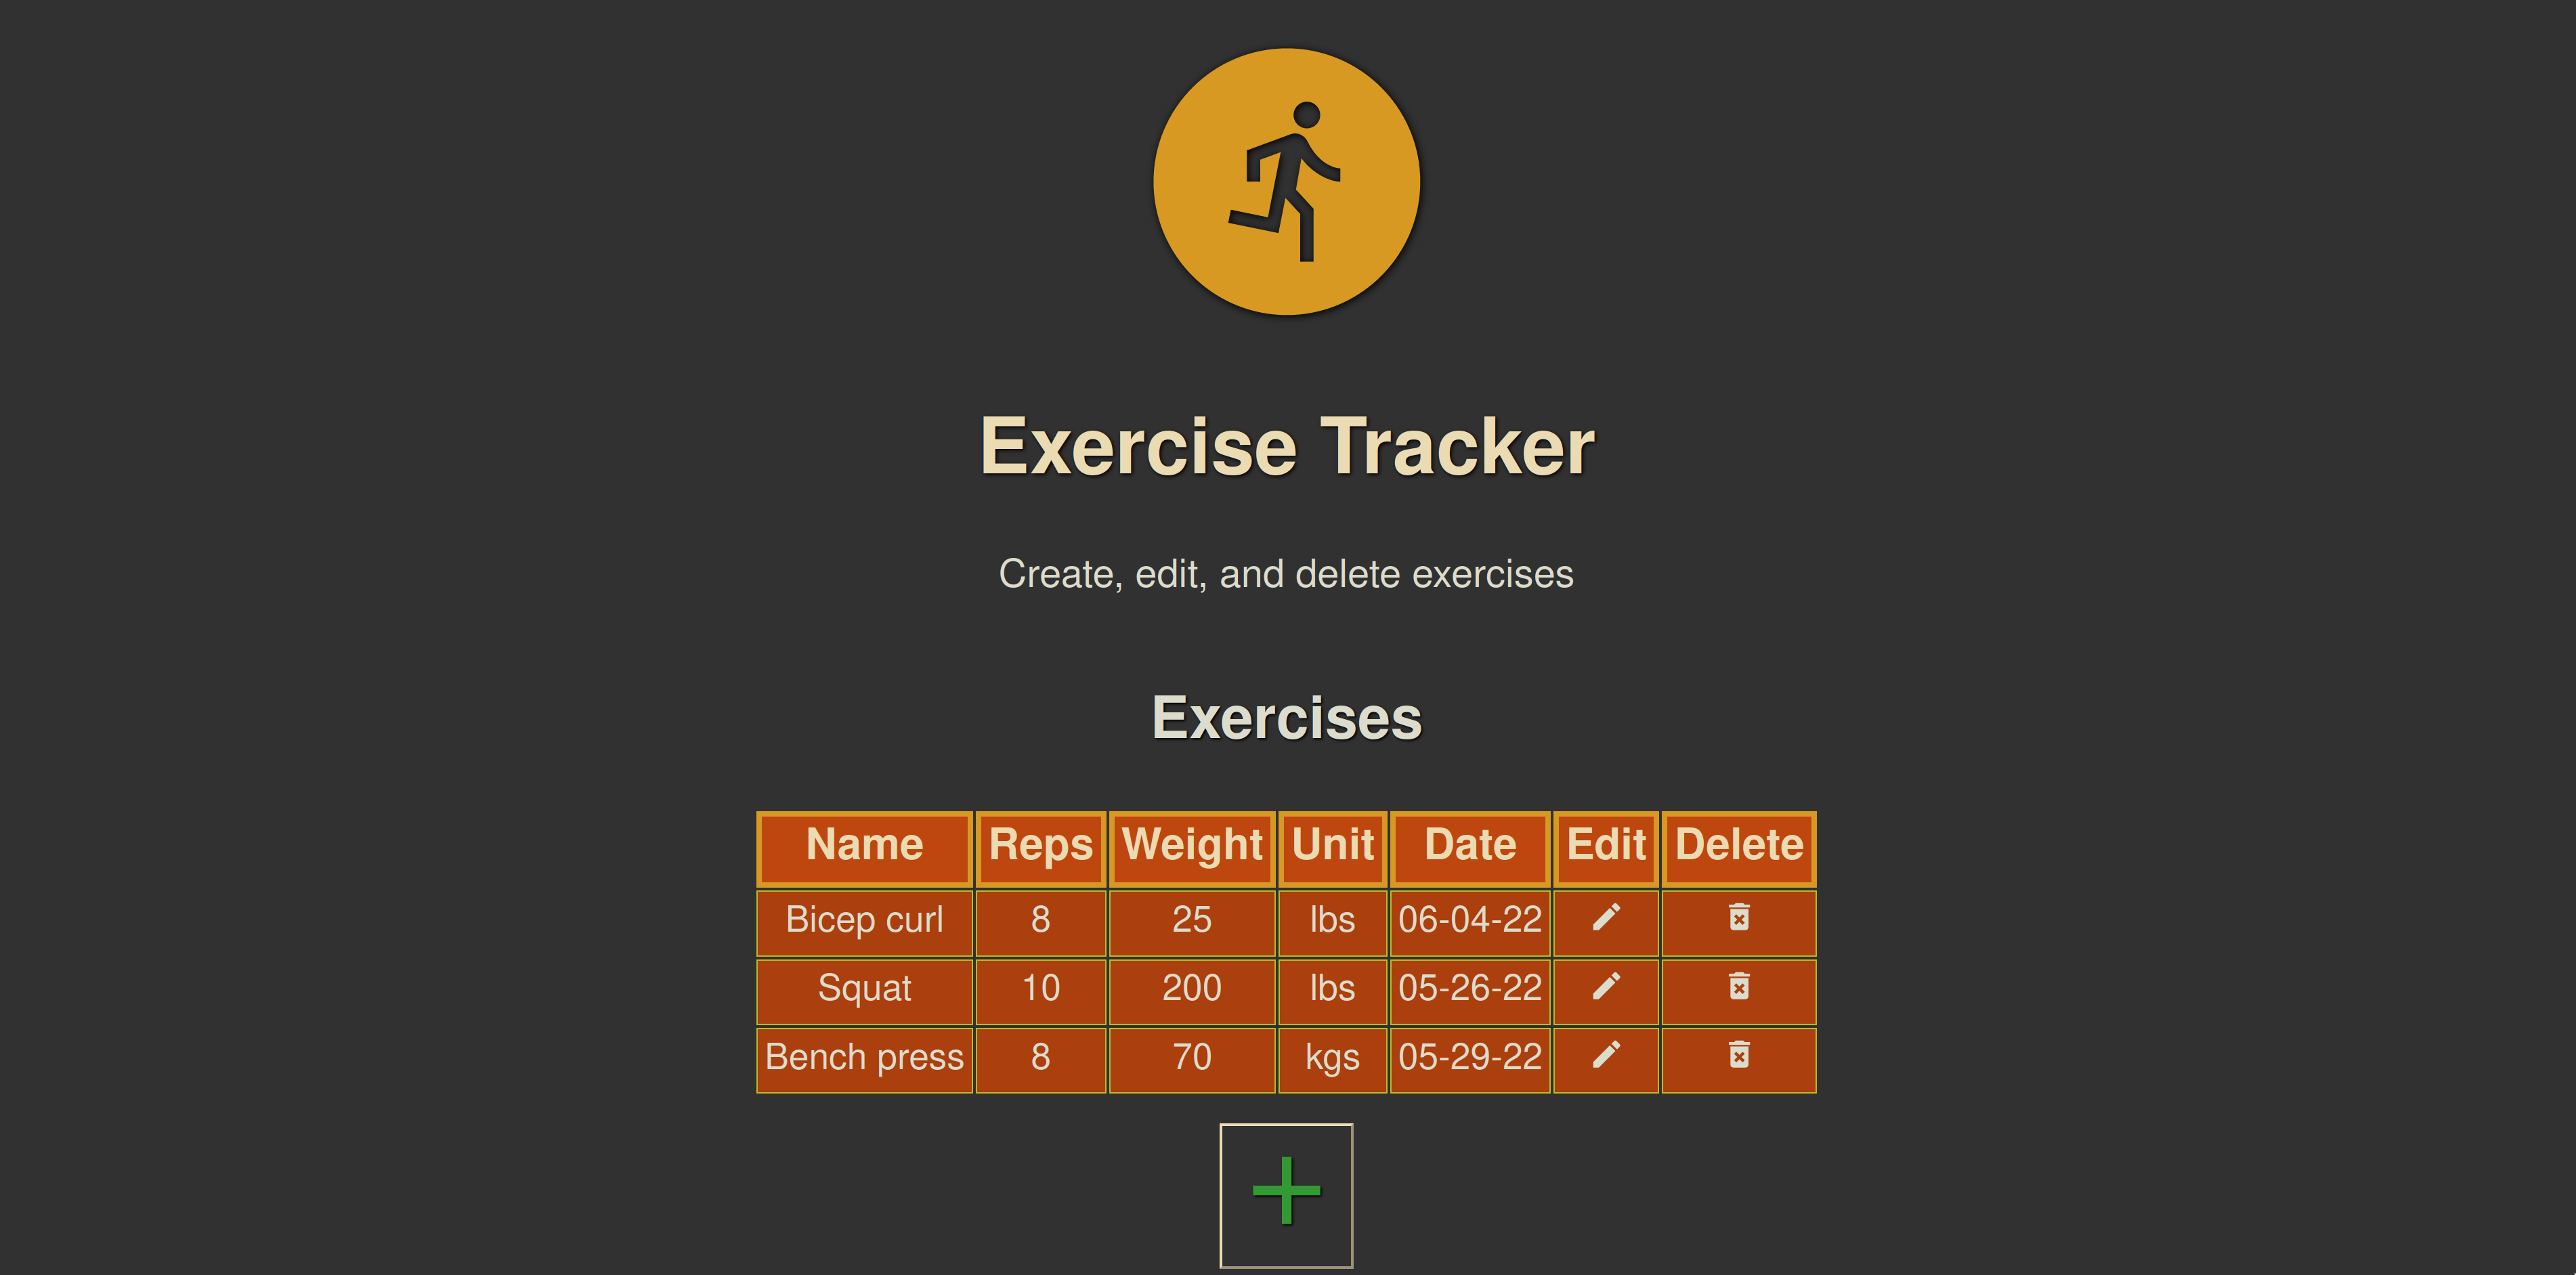 Exercise Tracker
Create, edit, and delete exercises
Exercises
Name Reps Weight Unit Date Edit Delete
Bicep curl 8 25 lbs 06-04-22
Squat 10 200 lbs 05-26-22
Bench press 8 70 kgs 05-29-22